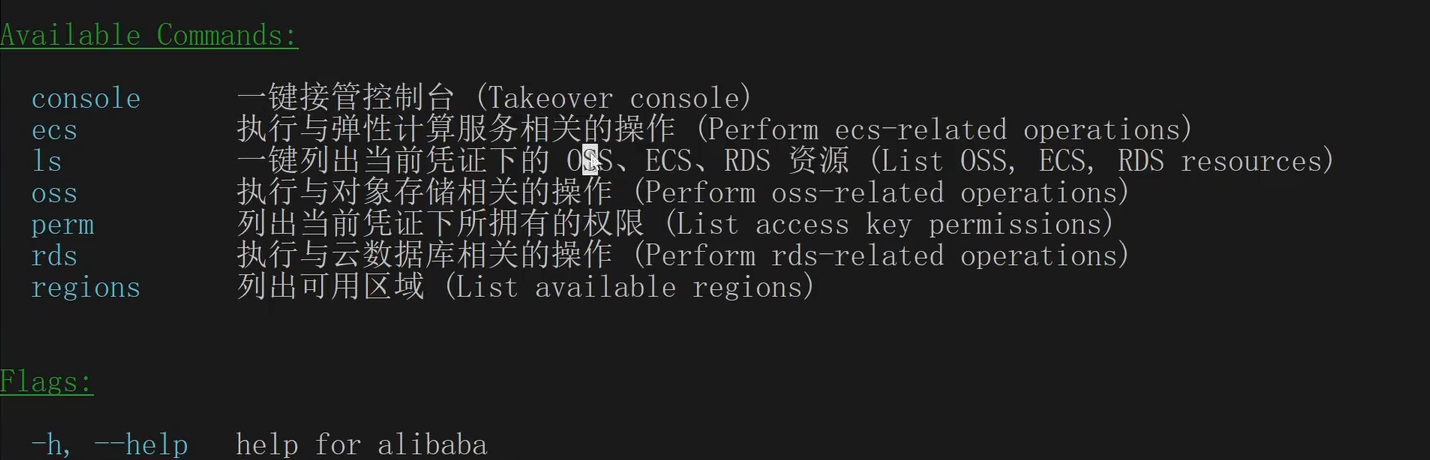 Available Commands:
console 一键接管控制台 (Takeover console)
ecs 执行与弹性计算服务相关的操作 (Perform ecs-related operations)
ls 一键列出当前凭证下的 OSS、ECS、RDS 资源 (List OSS, ECS, RDS resources)
oss 执行与对象存储相关的操作 (Perform oss-related operations)
perm 列出当前凭证下所拥有的权限 (List access key permissions)
rds 执行与云数据库相关的操作 (Perform rds-related operations)
regions 列出可用区域 (List available regions)
Flags:
-h, --help help for alibaba